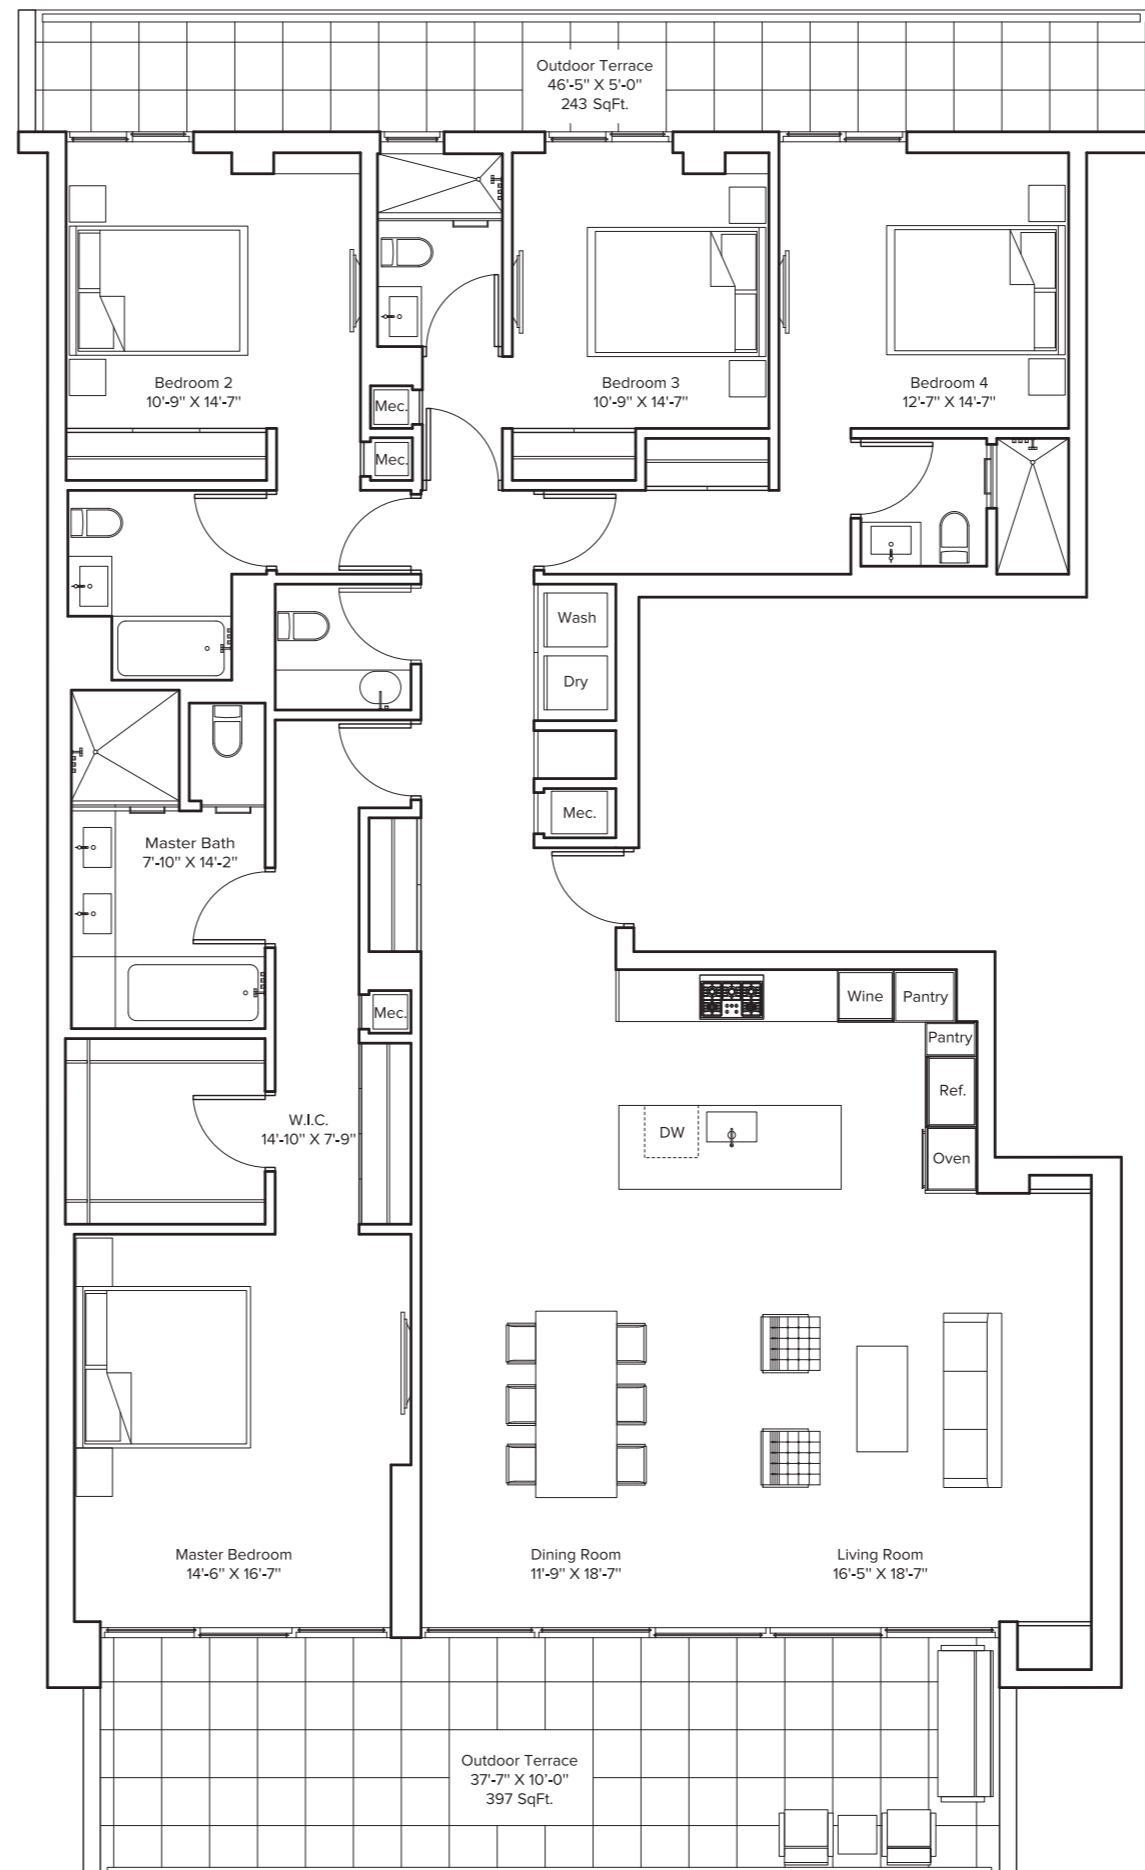 Outdoor Terrace
46'-5" X 5'-0"
243 SqFt.
Bedroom 2
10'-9" X 14'-7"
Bedroom 3
10'-9" X 14'-7"
Bedroom 4
12'-7" X 14'-7"
Mec.
Mec.
Wash
Dry
Mec.
Master Bath
7'-10" X 14'-2"
Wine
Pantry
Mec.
Pantry
Ref.
W.I.C.
14'-10" X 7'-9"
DW
Oven
Master Bedroom
14'-6" X 16'-7"
Dining Room
11'-9" X 18'-7"
Living Room
16'-5" X 18'-7"
Outdoor Terrace
37'-7" X 10'-0"
397 SqFt.